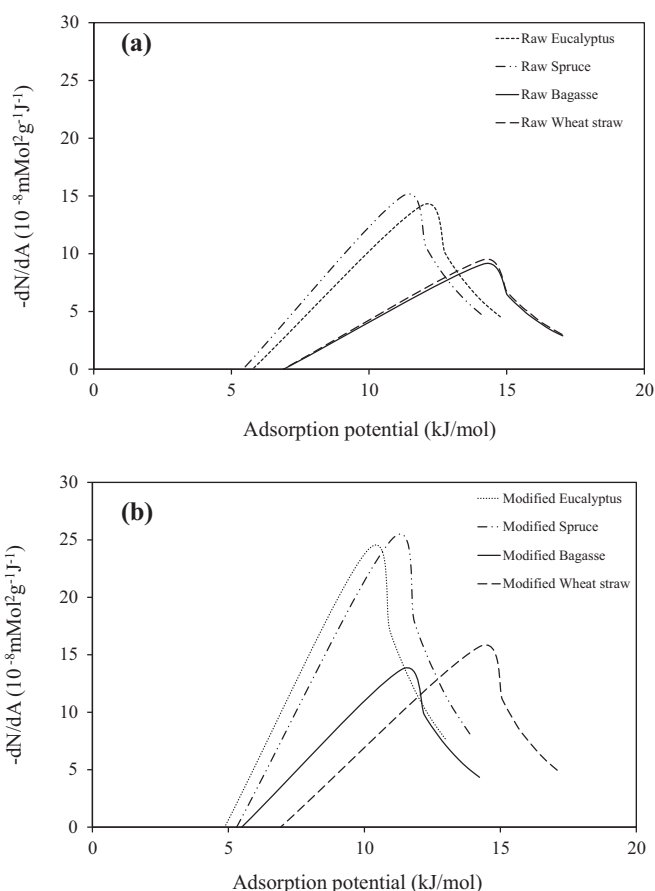 30
(a)
Raw Eucalyptus
25
Raw Spruce
Raw Bagasse
20
Raw Wheat straw
15
10
5
0
0 5 10 15 20
-dN/dA (10 ⁻⁸mMol²g⁻¹J⁻¹)
Adsorption potential (kJ/mol)
30
(b)
Modified Eucalyptus
25
Modified Spruce
Modified Bagasse
20
Modified Wheat straw
15
10
5
0
0 5 10 15 20
-dN/dA (10 ⁻⁸mMol²g⁻¹J⁻¹)
Adsorption potential (kJ/mol)